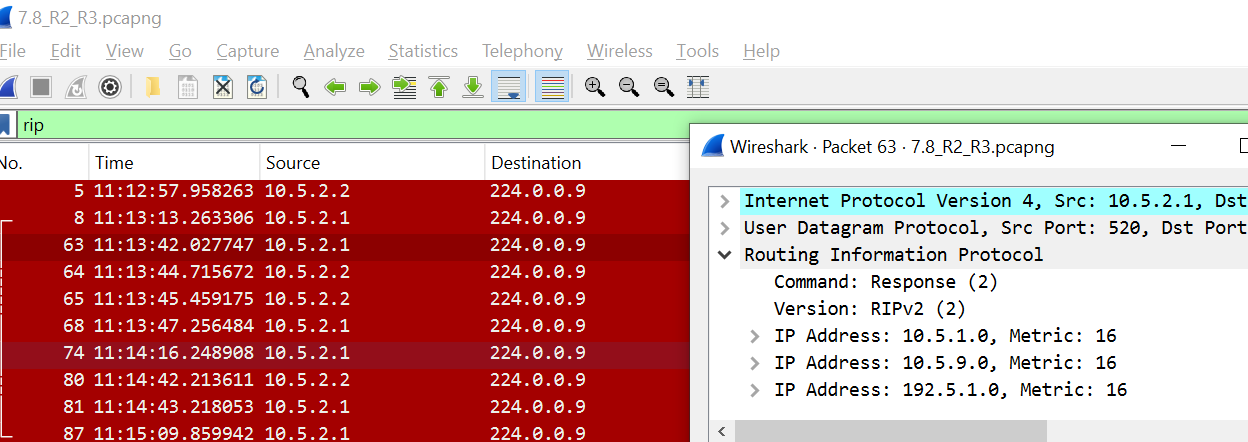 7.8_R2_R3.pcapng
File Edit View Go Capture Analyze Statistics Telephony Wireless Tools Help
rip
No. Time Source Destination
5 11:12:57.958263 10.5.2.2 224.0.0.9
8 11:13:13.263306 10.5.2.1 224.0.0.9
63 11:13:42.027747 10.5.2.1 224.0.0.9
64 11:13:44.715672 10.5.2.2 224.0.0.9
65 11:13:45.459175 10.5.2.2 224.0.0.9
68 11:13:47.256484 10.5.2.1 224.0.0.9
74 11:14:16.248908 10.5.2.1 224.0.0.9
80 11:14:42.213611 10.5.2.2 224.0.0.9
81 11:14:43.218053 10.5.2.1 224.0.0.9
87 11:15:09.859942 10.5.2.1 224.0.0.9
Wireshark · Packet 63 · 7.8_R2_R3.pcapng
Internet Protocol Version 4, Src: 10.5.2.1, Dst
User Datagram Protocol, Src Port: 520, Dst Port
Routing Information Protocol
Command: Response (2)
Version: RIPv2 (2)
IP Address: 10.5.1.0, Metric: 16
IP Address: 10.5.9.0, Metric: 16
IP Address: 192.5.1.0, Metric: 16